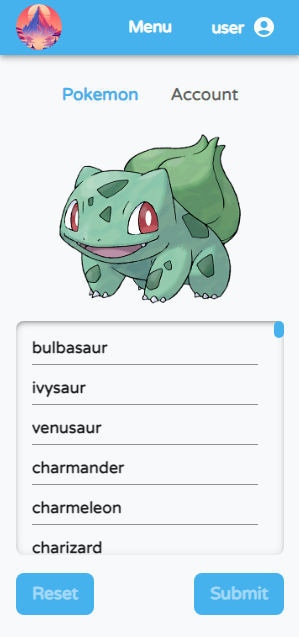 Menu user
Pokemon Account
bulbasaur
ivysaur
venusaur
charmander
charmeleon
charizard
Reset Submit